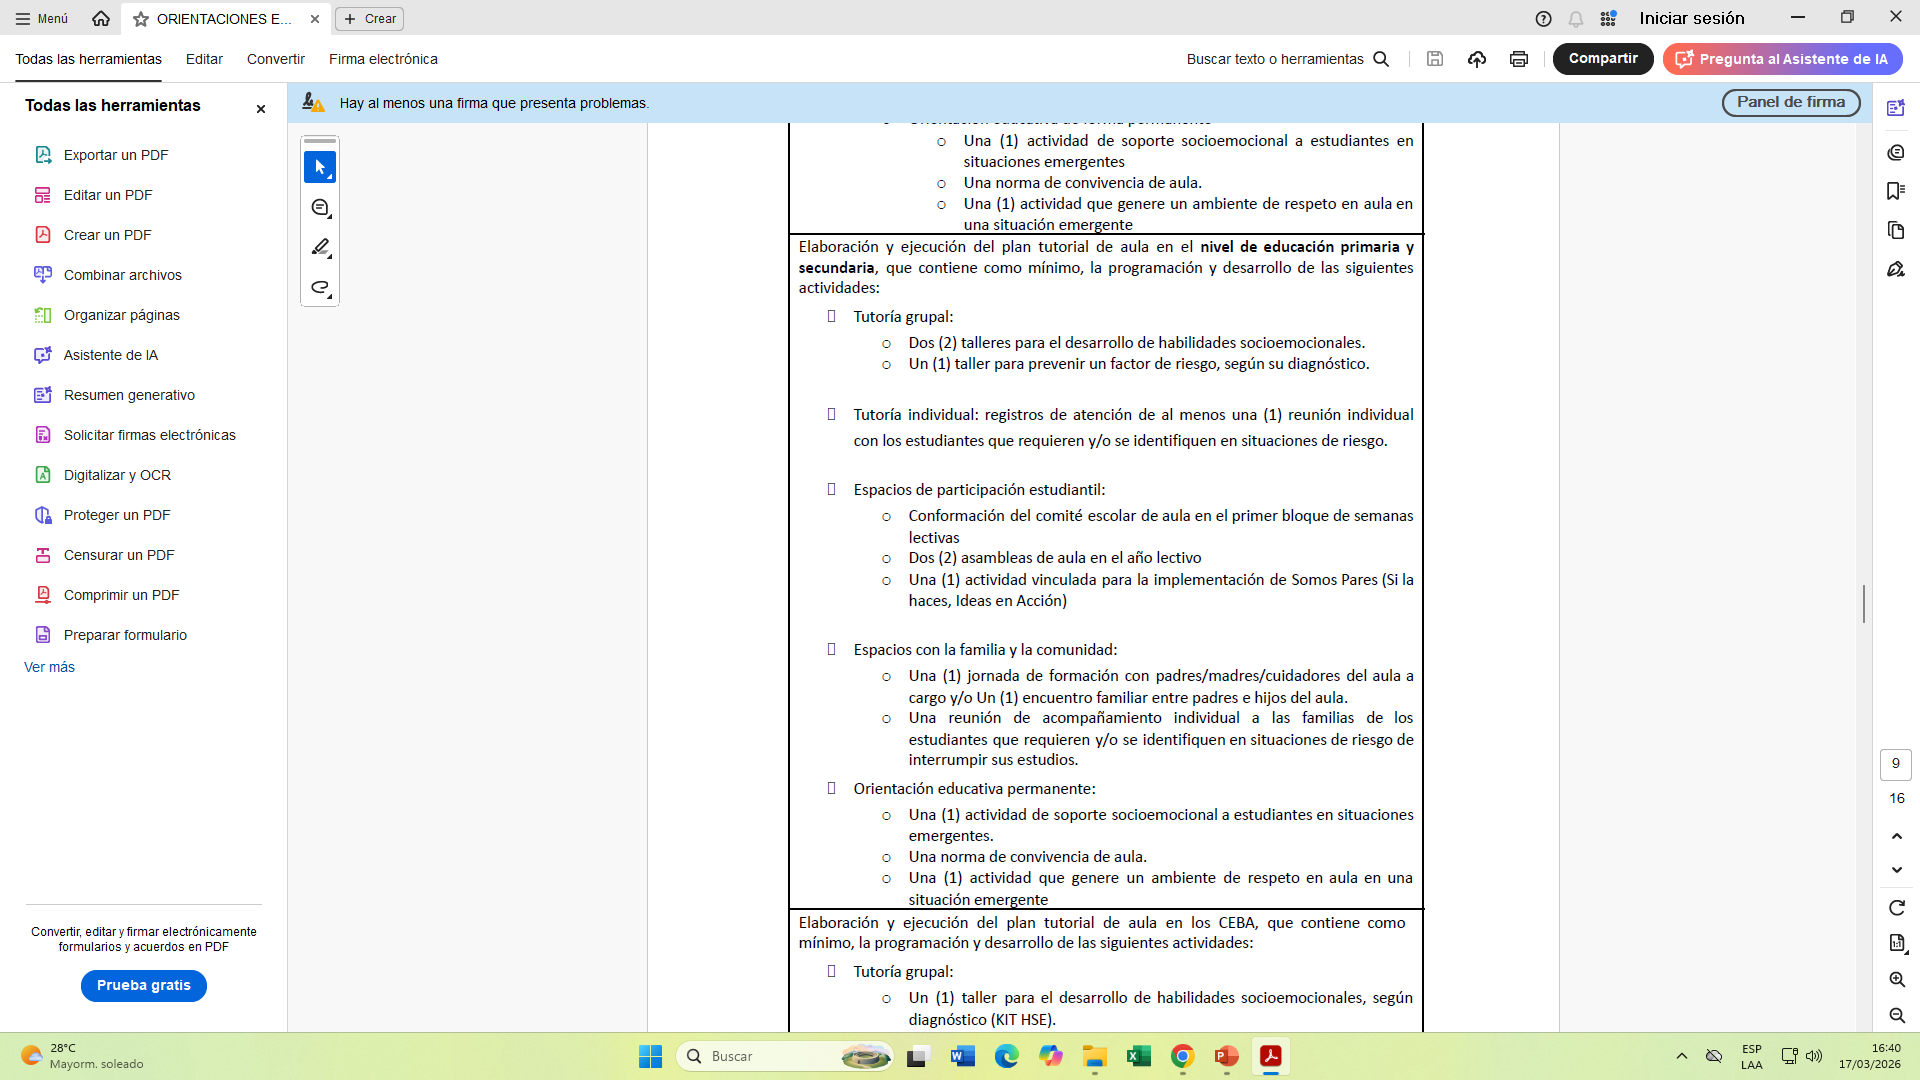 Menú
ORIENTACIONES E...
Crear
Iniciar sesión
Todas las herramientas
Editar
Convertir
Firma electrónica
Buscar texto o herramientas
Compartir
Pregunta al Asistente de IA
Todas las herramientas
Hay al menos una firma que presenta problemas.
Panel de firma
Exportar un PDF
Editar un PDF
Crear un PDF
Combinar archivos
Organizar páginas
Asistente de IA
Resumen generativo
Solicitar firmas electrónicas
Digitalizar y OCR
Proteger un PDF
Censurar un PDF
Comprimir un PDF
Preparar formulario
Ver más
Convertir, editar y firmar electrónicamente
formularios y acuerdos en PDF
Prueba gratis
o Una (1) actividad de soporte socioemocional a estudiantes en
situaciones emergentes
o Una norma de convivencia de aula.
o Una (1) actividad que genere un ambiente de respeto en aula en
una situación emergente
Elaboración y ejecución del plan tutorial de aula en el nivel de educación primaria y
secundaria, que contiene como mínimo, la programación y desarrollo de las siguientes
actividades:
Tutoría grupal:
o Dos (2) talleres para el desarrollo de habilidades socioemocionales.
o Un (1) taller para prevenir un factor de riesgo, según su diagnóstico.
Tutoría individual: registros de atención de al menos una (1) reunión individual
con los estudiantes que requieren y/o se identifiquen en situaciones de riesgo.
Espacios de participación estudiantil:
o Conformación del comité escolar de aula en el primer bloque de semanas
lectivas
o Dos (2) asambleas de aula en el año lectivo
o Una (1) actividad vinculada para la implementación de Somos Pares (Si la
haces, Ideas en Acción)
Espacios con la familia y la comunidad:
o Una (1) jornada de formación con padres/madres/cuidadores del aula a
cargo y/o Un (1) encuentro familiar entre padres e hijos del aula.
o Una reunión de acompañamiento individual a las familias de los
estudiantes que requieren y/o se identifiquen en situaciones de riesgo de
interrumpir sus estudios.
Orientación educativa permanente:
o Una (1) actividad de soporte socioemocional a estudiantes en situaciones
emergentes.
o Una norma de convivencia de aula.
o Una (1) actividad que genere un ambiente de respeto en aula en una
situación emergente
Elaboración y ejecución del plan tutorial de aula en los CEBA, que contiene como
mínimo, la programación y desarrollo de las siguientes actividades:
Tutoría grupal:
o Un (1) taller para el desarrollo de habilidades socioemocionales, según
diagnóstico (KIT HSE).
9
16
28°C
Mayorm. soleado
Buscar
ESP
LAA
16:40
17/03/2026